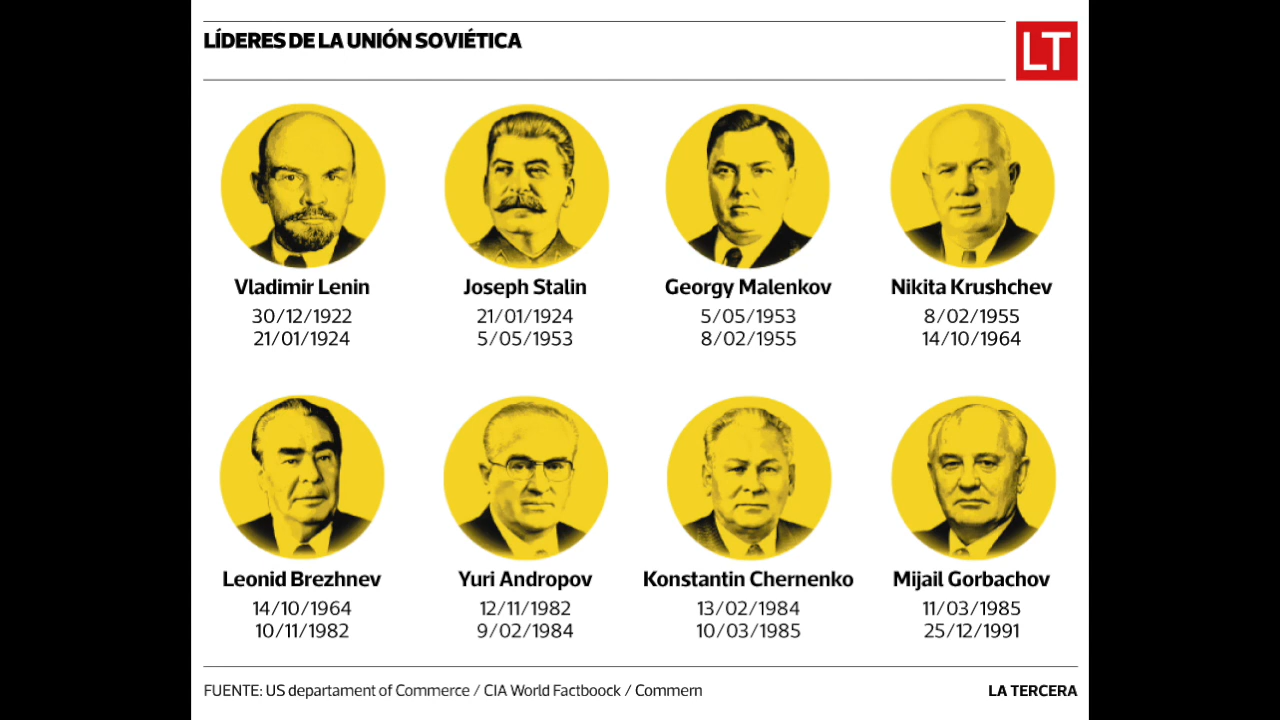 LÍDERES DE LA UNIÓN SOVIÉTICA
LT
Vladimir Lenin
30/12/1922
21/01/1924
Joseph Stalin
21/01/1924
5/05/1953
Georgy Malenkov
5/05/1953
8/02/1955
Nikita Krushchev
8/02/1955
14/10/1964
Leonid Brezhnev
14/10/1964
10/11/1982
Yuri Andropov
12/11/1982
9/02/1984
Konstantin Chernenko
13/02/1984
10/03/1985
Mijail Gorbachov
11/03/1985
25/12/1991
FUENTE: US departament of Commerce / CIA World Factboock / Commern
LA TERCERA